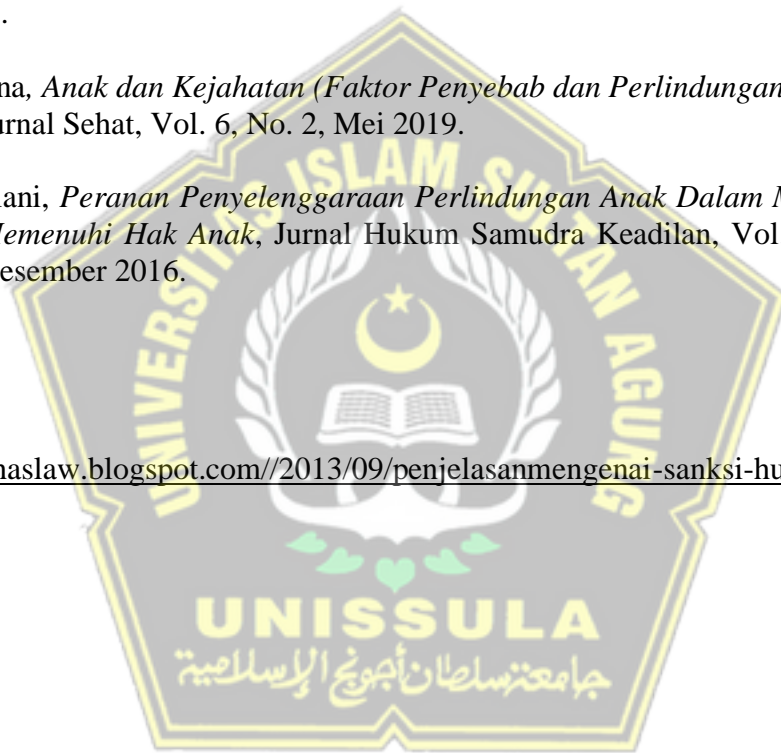 .
na, Anak dan Kejahatan (Faktor Penyebab dan Perlindungan
urnal Sehat, Vol. 6, No. 2, Mei 2019.
lani, Peranan Penyelenggaraan Perlindungan Anak Dalam M
Memenuhi Hak Anak, Jurnal Hukum Samudra Keadilan, Vol
esember 2016.
naslaw.blogspot.com//2013/09/penjelasanmengenai-sanksi-hu
UNIVERSITAS ISLAM SULTAN AGUNG
UNISSULA
جامعة سلطان أجونج الإسلامية